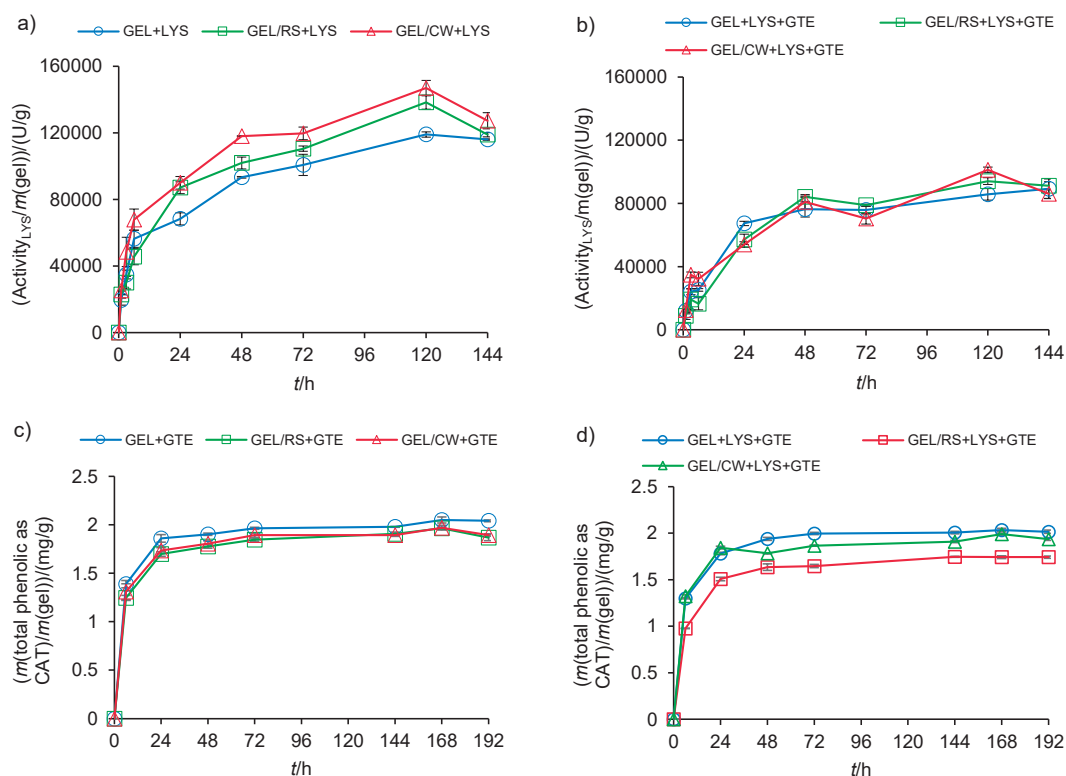 a)
GEL+LYS GEL/RS+LYS GEL/CW+LYS
160000
120000
80000
40000
0
0 24 48 72 96 120 144
(Activity_LYS/m(gel))/(U/g)
t/h
b)
GEL+LYS+GTE GEL/RS+LYS+GTE
GEL/CW+LYS+GTE
160000
120000
80000
40000
0
0 24 48 72 96 120 144
(Activity_LYS/m(gel))/(U/g)
t/h
c)
GEL+GTE GEL/RS+GTE GEL/CW+GTE
2.5
2
1.5
1
0.5
0
0 24 48 72 96 120 144 168 192
(m(total phenolic as
CAT)/m(gel))/(mg/g)
t/h
d)
GEL+LYS+GTE GEL/RS+LYS+GTE
GEL/CW+LYS+GTE
2.5
2
1.5
1
0.5
0
0 24 48 72 96 120 144 168 192
(m(total phenolic as
CAT)/m(gel))/(mg/g)
t/h